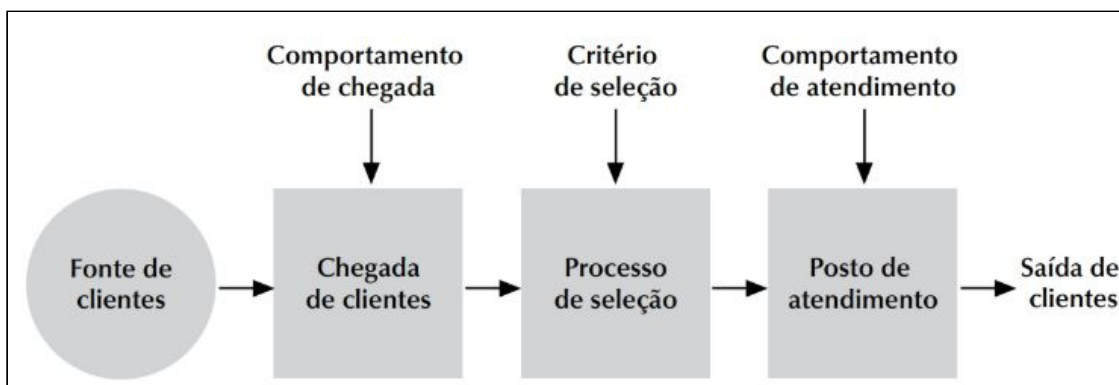 Comportamento
de chegada
Critério
de seleção
Comportamento
de atendimento
Fonte de
clientes
Chegada
de clientes
Processo
de seleção
Posto de
atendimento
Saída de
clientes